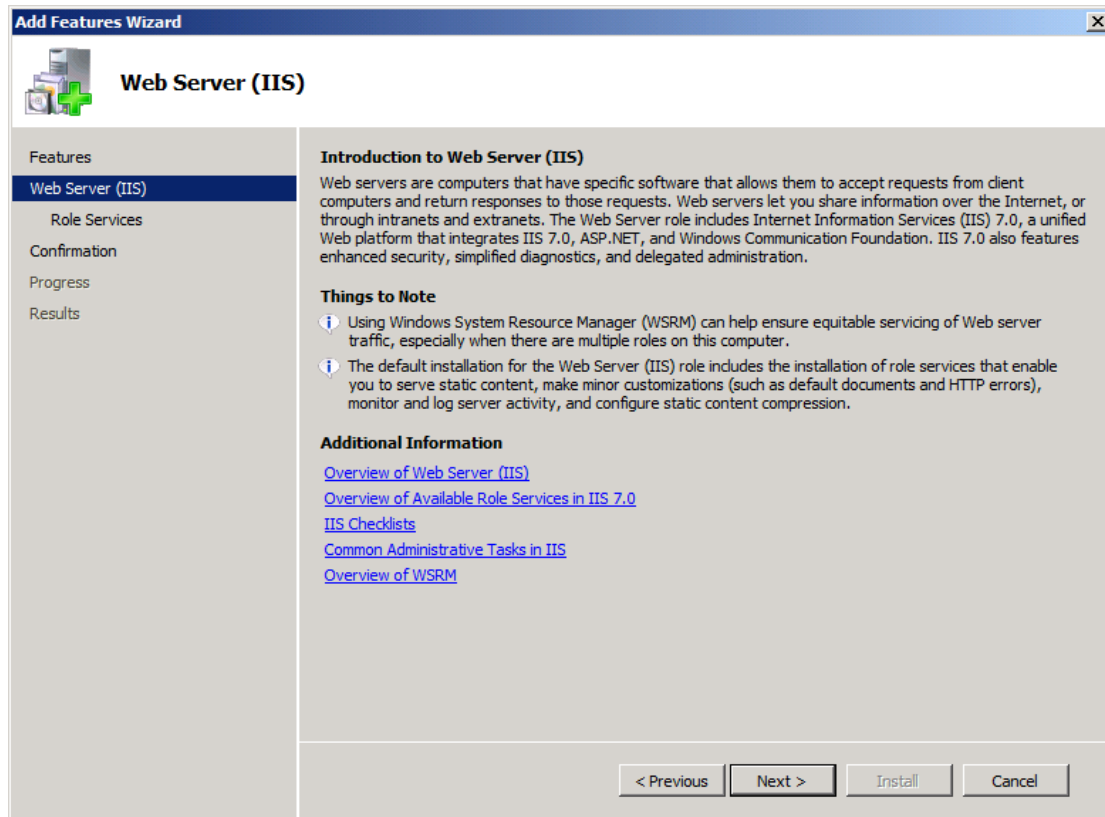 Add Features Wizard
Web Server (IIS)
Features
Web Server (IIS)
Role Services
Confirmation
Progress
Results
Introduction to Web Server (IIS)
Web servers are computers that have specific software that allows them to accept requests from client
computers and return responses to those requests. Web servers let you share information over the Internet, or
through intranets and extranets. The Web Server role includes Internet Information Services (IIS) 7.0, a unified
Web platform that integrates IIS 7.0, ASP.NET, and Windows Communication Foundation. IIS 7.0 also features
enhanced security, simplified diagnostics, and delegated administration.
Things to Note
Using Windows System Resource Manager (WSRM) can help ensure equitable servicing of Web server
traffic, especially when there are multiple roles on this computer.
The default installation for the Web Server (IIS) role includes the installation of role services that enable
you to serve static content, make minor customizations (such as default documents and HTTP errors),
monitor and log server activity, and configure static content compression.
Additional Information
Overview of Web Server (IIS)
Overview of Available Role Services in IIS 7.0
IIS Checklists
Common Administrative Tasks in IIS
Overview of WSRM
< Previous Next > Install Cancel